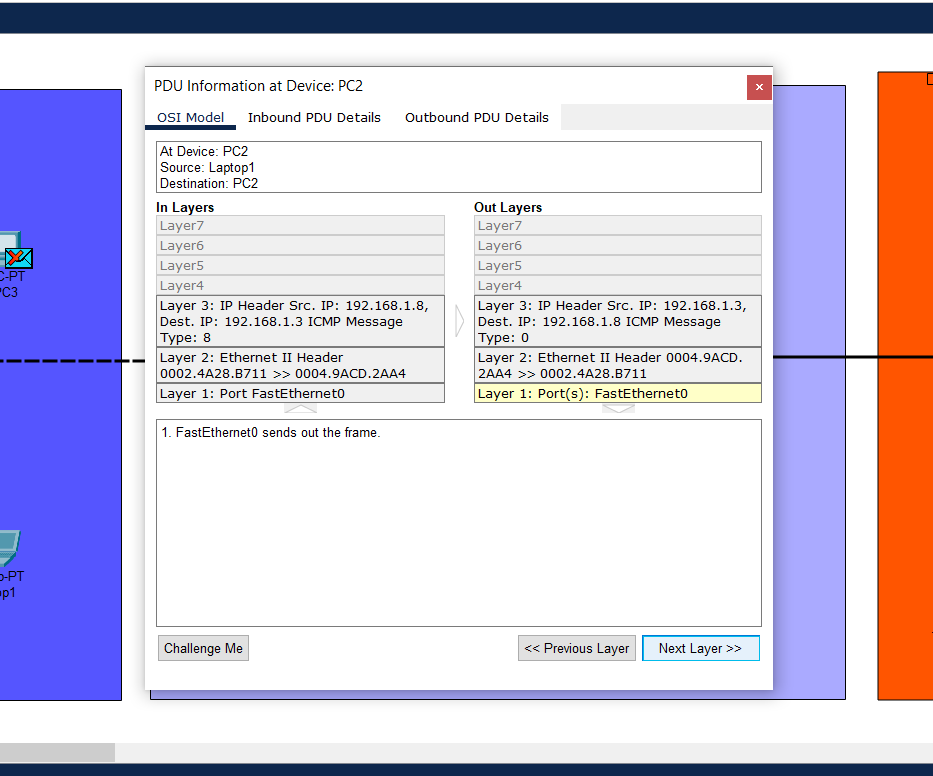 PDU Information at Device: PC2
×
OSI Model
Inbound PDU Details
Outbound PDU Details
At Device: PC2
Source: Laptop1
Destination: PC2
In Layers
Layer7
Layer6
Layer5
Layer4
Layer 3: IP Header Src. IP: 192.168.1.8,
Dest. IP: 192.168.1.3 ICMP Message
Type: 8
Layer 2: Ethernet II Header
0002.4A28.B711 >> 0004.9ACD.2AA4
Layer 1: Port FastEthernet0
Out Layers
Layer7
Layer6
Layer5
Layer4
Layer 3: IP Header Src. IP: 192.168.1.3,
Dest. IP: 192.168.1.8 ICMP Message
Type: 0
Layer 2: Ethernet II Header 0004.9ACD.
2AA4 >> 0002.4A28.B711
Layer 1: Port(s): FastEthernet0
1. FastEthernet0 sends out the frame.
Challenge Me
<< Previous Layer
Next Layer >>
C-PT
PC3
p-PT
op1